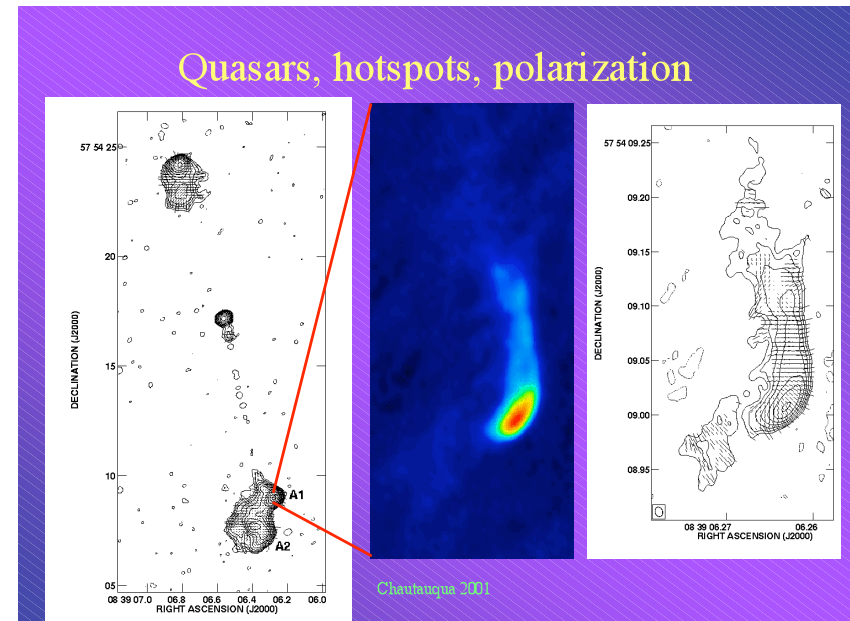 Quasars, hotspots, polarization
57 54 25
20
15
10
05
DECLINATION (J2000)
A1
A2
08 39 07.0 06.8 06.6 06.4 06.2 06.0
RIGHT ASCENSION (J2000)
57 54 09.25
09.20
09.15
09.10
09.05
09.00
08.95
DECLINATION (J2000)
08 39 06.27 06.26
RIGHT ASCENSION (J2000)
Chautauqua 2001